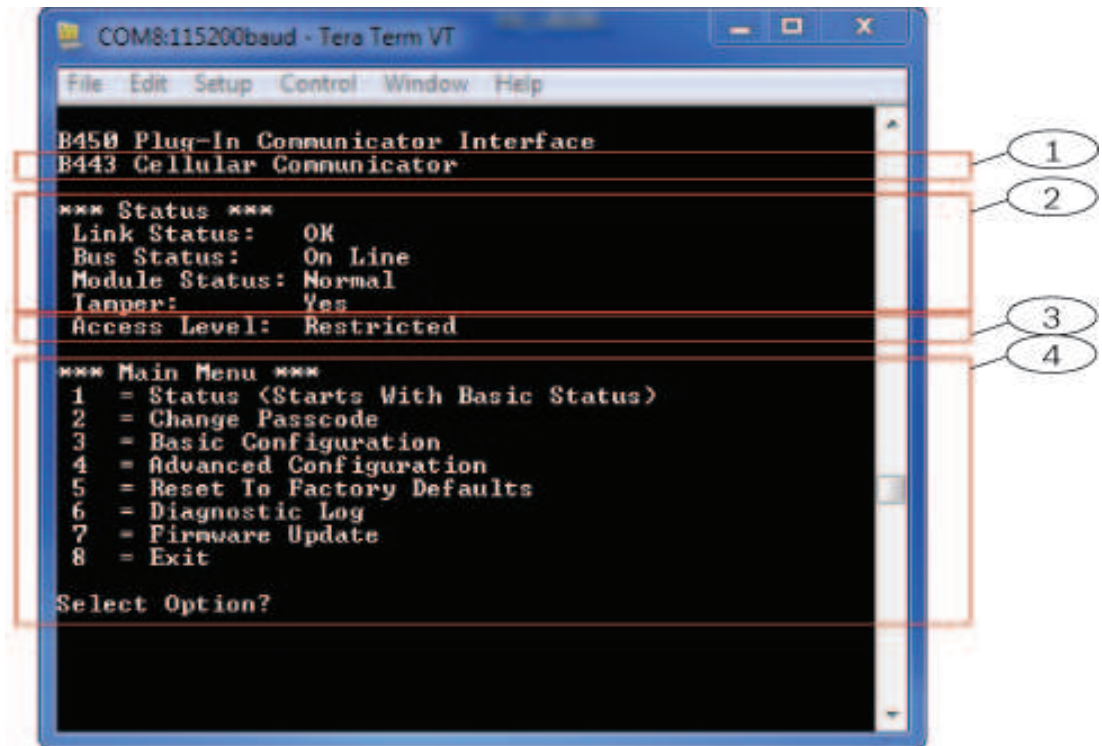 COM8:115200baud - Tera Term VT
File Edit Setup Control Window Help
B450 Plug-In Communicator Interface
B443 Cellular Communicator
1
*** Status ***
2
Link Status: OK
Bus Status: On Line
Module Status: Normal
Tamper: Yes
Access Level: Restricted
3
4
*** Main Menu ***
1 = Status (Starts With Basic Status)
2 = Change Passcode
3 = Basic Configuration
4 = Advanced Configuration
5 = Reset To Factory Defaults
6 = Diagnostic Log
7 = Firmware Update
8 = Exit
Select Option?